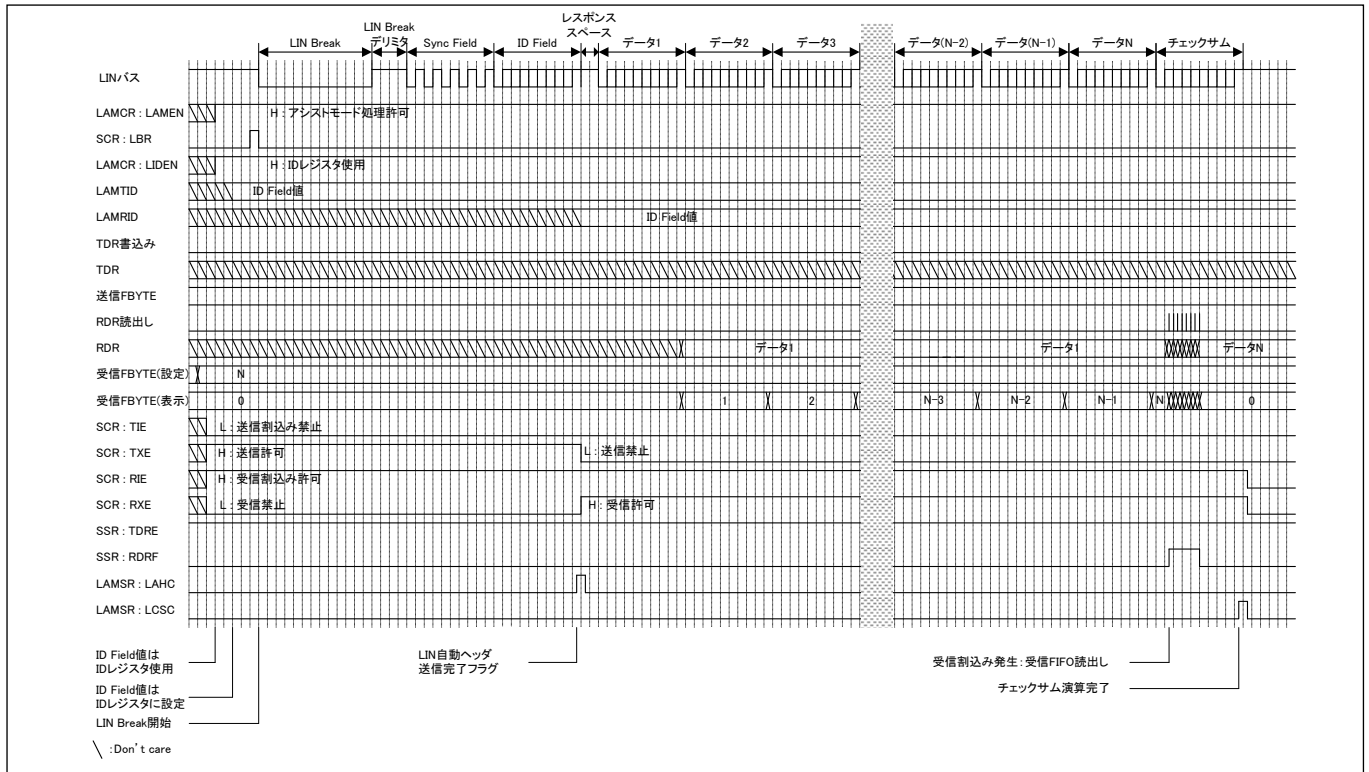 レスポンス
スペース
LIN Break
デリミタ
LIN Break
Sync Field
ID Field
データ1
データ2
データ3
データ(N-2)
データ(N-1)
データN
チェックサム
LINバス
LAMCR : LAMEN
H : アシストモード処理許可
SCR : LBR
LAMCR : LIDEN
H : IDレジスタ使用
LAMTID
ID Field値
LAMRID
ID Field値
TDR書込み
TDR
送信FBYTE
RDR読出し
RDR
データ1
データ1
データN
受信FBYTE(設定)
N
受信FBYTE(表示)
0
1
2
N-3
N-2
N-1
N
0
SCR : TIE
L : 送信割込み禁止
SCR : TXE
H : 送信許可
L : 送信禁止
SCR : RIE
H : 受信割込み許可
SCR : RXE
L : 受信禁止
H : 受信許可
SSR : TDRE
SSR : RDRF
LAMSR : LAHC
LAMSR : LCSC
ID Field値は
IDレジスタ使用
LIN自動ヘッダ
送信完了フラグ
受信割込み発生 : 受信FIFO読出し
チェックサム演算完了
ID Field値は
IDレジスタに設定
LIN Break開始
\ :Don't care